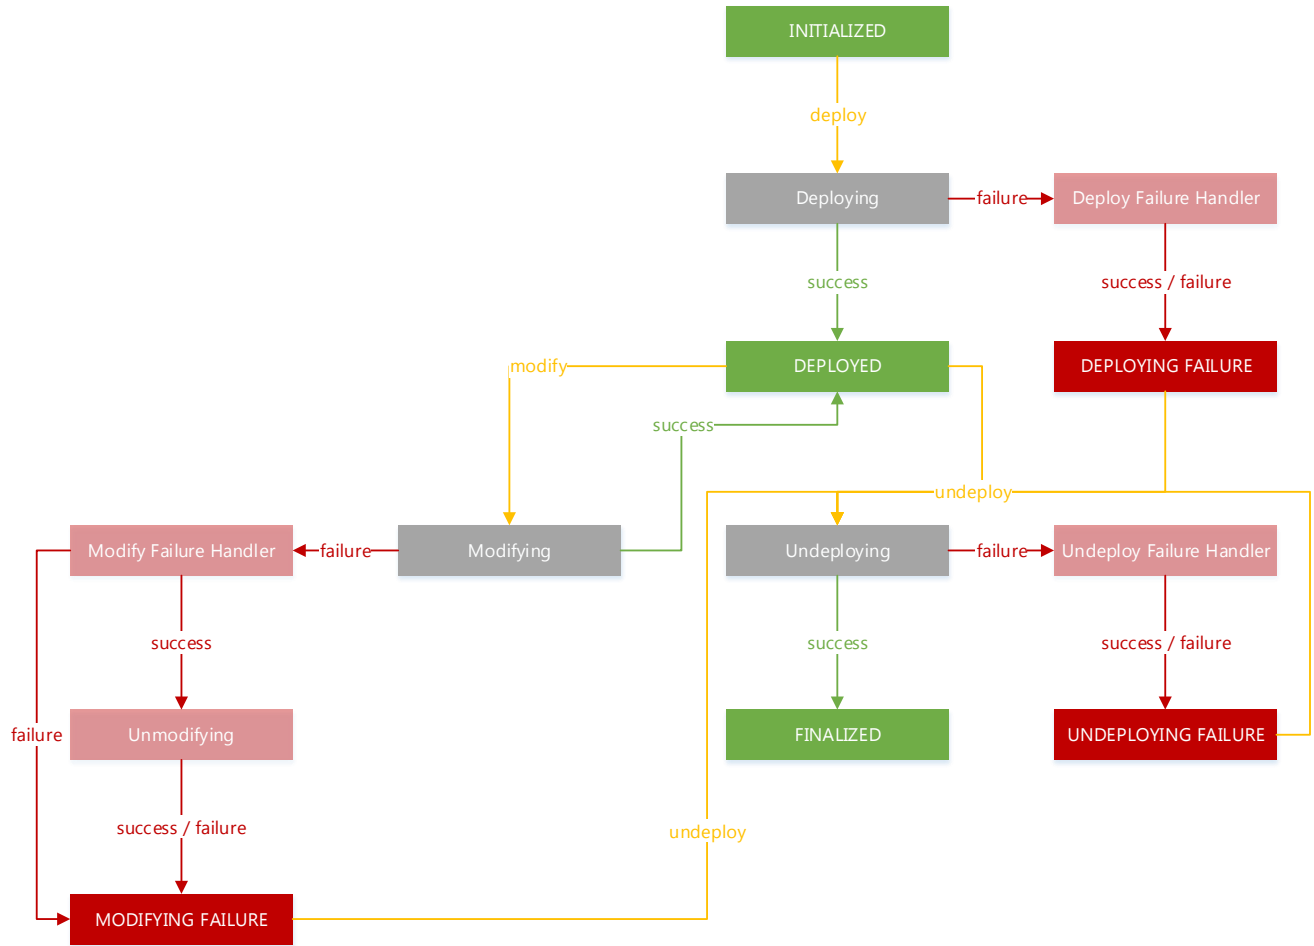 INITIALIZED
deploy
Deploying
failure
Deploy Failure Handler
success
success / failure
modify
DEPLOYED
DEPLOYING FAILURE
success
undeploy
Modify Failure Handler
failure
Modifying
Undeploying
failure
Undeploy Failure Handler
success
success
success / failure
failure
Unmodifying
FINALIZED
UNDEPLOYING FAILURE
success / failure
undeploy
MODIFYING FAILURE